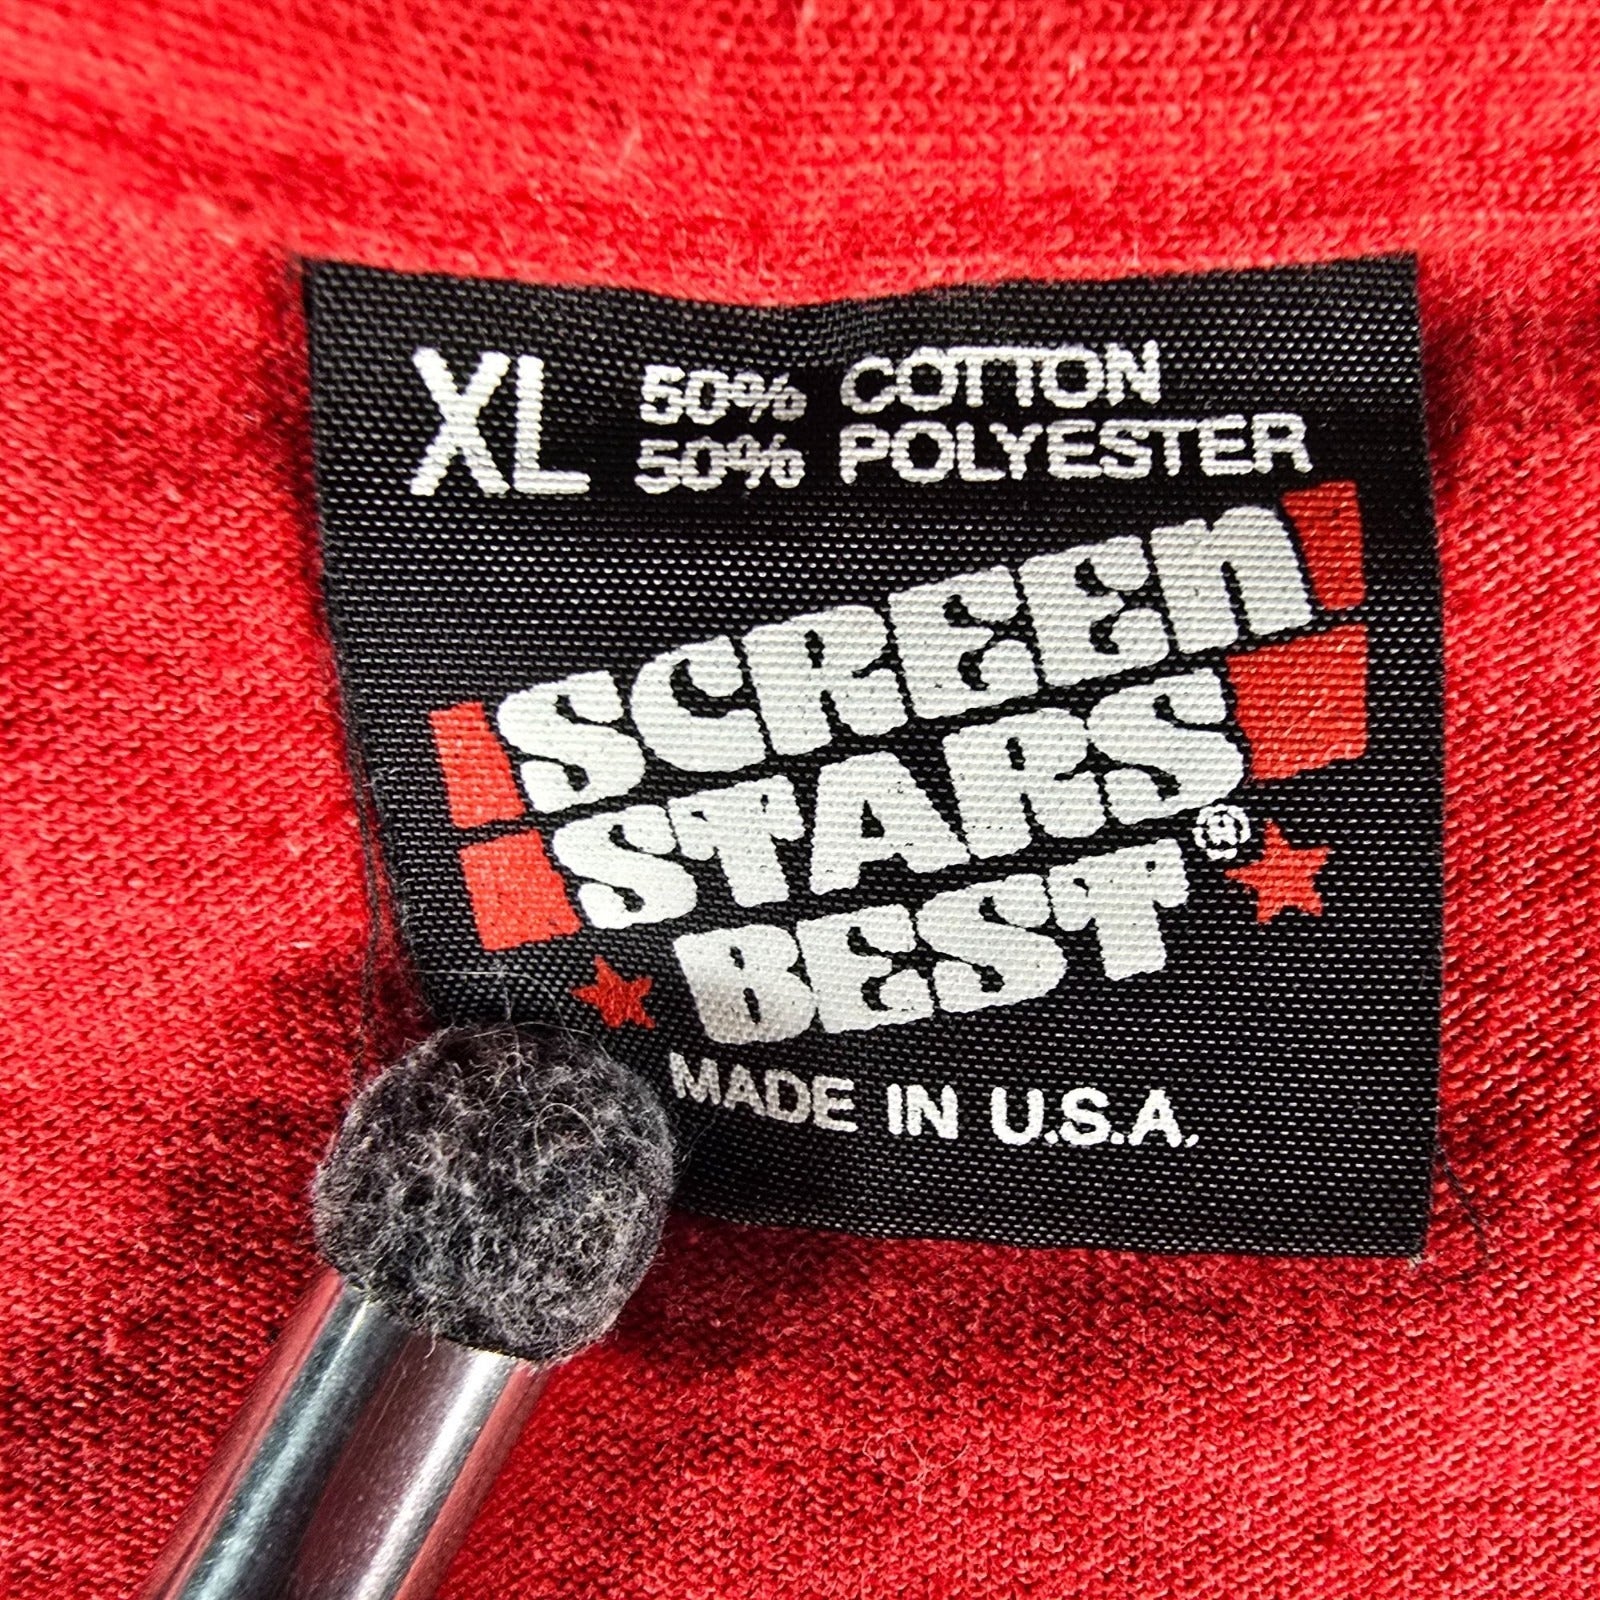 XL 50% COTTON
50% POLYESTER
SCREEN
STARS®
BEST
MADE IN U.S.A.